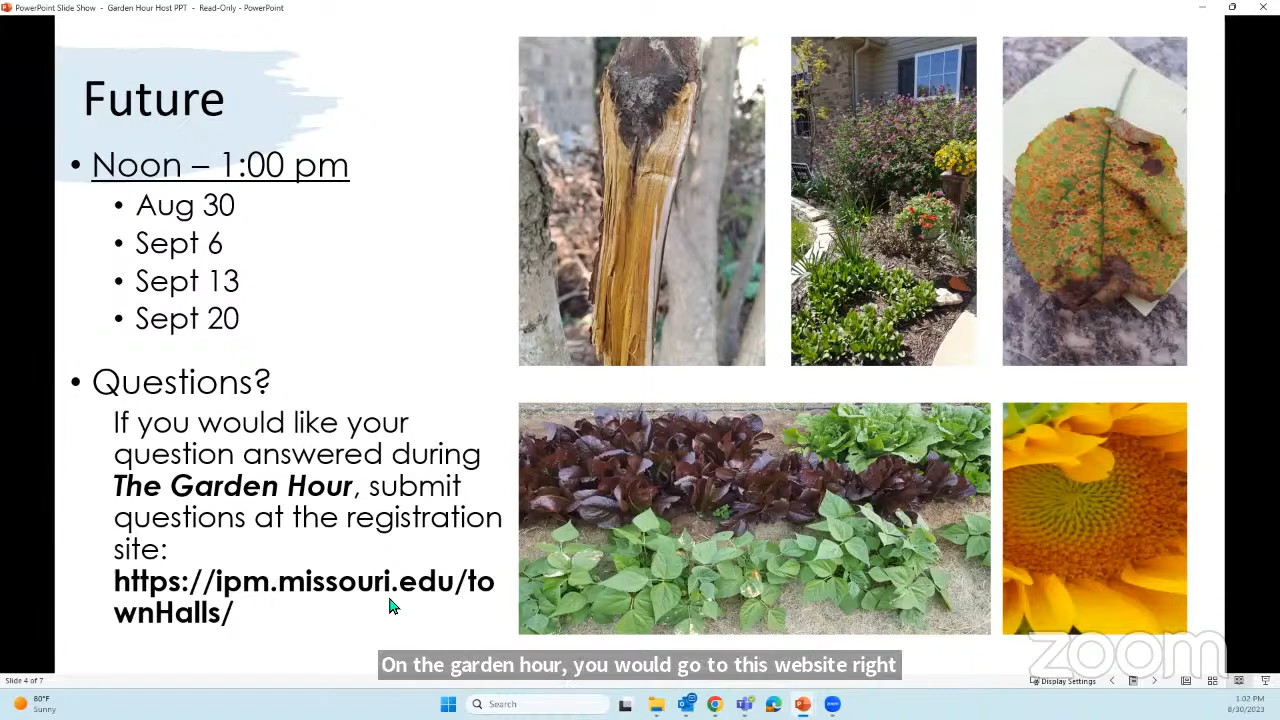 PowerPoint Slide Show - Garden Hour Host PPT - Read-Only - PowerPoint
Future
• Noon – 1:00 pm
• Aug 30
• Sept 6
• Sept 13
• Sept 20
• Questions?
If you would like your
question answered during
The Garden Hour, submit
questions at the registration
site:
https://ipm.missouri.edu/to
wnHalls/
zoom
On the garden hour, you would go to this website right
Slide 4 of 7
Display Settings
80°F
Sunny
Search
1:02 PM
8/30/2023